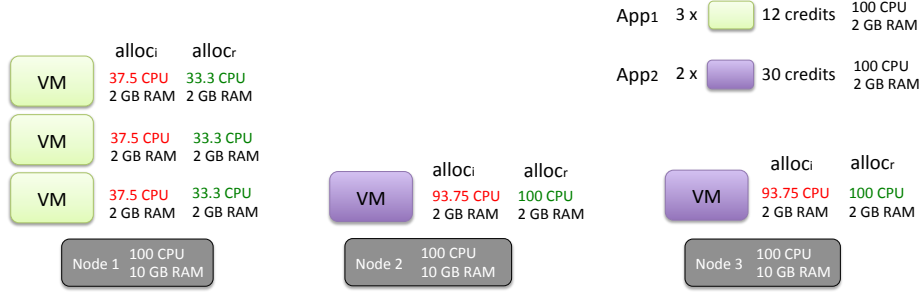 App1 3 x 12 credits 100 CPU
2 GB RAM
App2 2 x 30 credits 100 CPU
2 GB RAM
alloci allocr
VM 37.5 CPU 33.3 CPU
2 GB RAM 2 GB RAM
VM 37.5 CPU 33.3 CPU
2 GB RAM 2 GB RAM
VM 37.5 CPU 33.3 CPU
2 GB RAM 2 GB RAM
Node 1 100 CPU
10 GB RAM
alloci allocr
VM 93.75 CPU 100 CPU
2 GB RAM 2 GB RAM
Node 2 100 CPU
10 GB RAM
alloci allocr
VM 93.75 CPU 100 CPU
2 GB RAM 2 GB RAM
Node 3 100 CPU
10 GB RAM